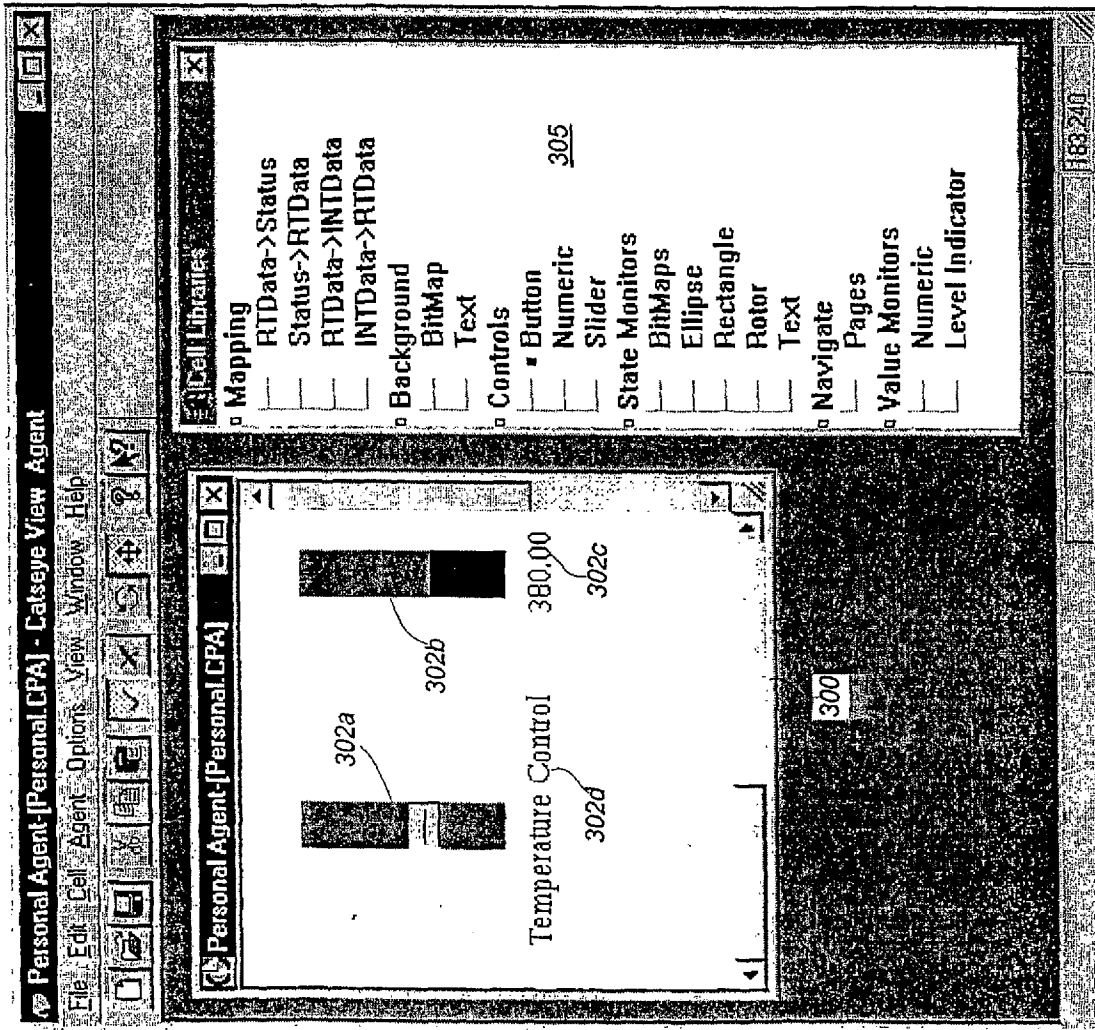 Personal Agent-[Personal.CPA] - Catseye View Agent
File Edit Cell Agent Options View Window Help
Personal Agent-[Personal.CPA]
302a
302b
Temperature Control
302d
380.00
302c
300
Cell Libraries
Mapping
RTData->Status
Status->RTData
RTData->INTData
INTData->RTData
Background
BitMap
Text
Controls
Button
Numeric
Slider
State Monitors
BitMaps
Ellipse
Rectangle
Rotor
Text
Navigate
Pages
Value Monitors
Numeric
Level Indicator
305
183:240